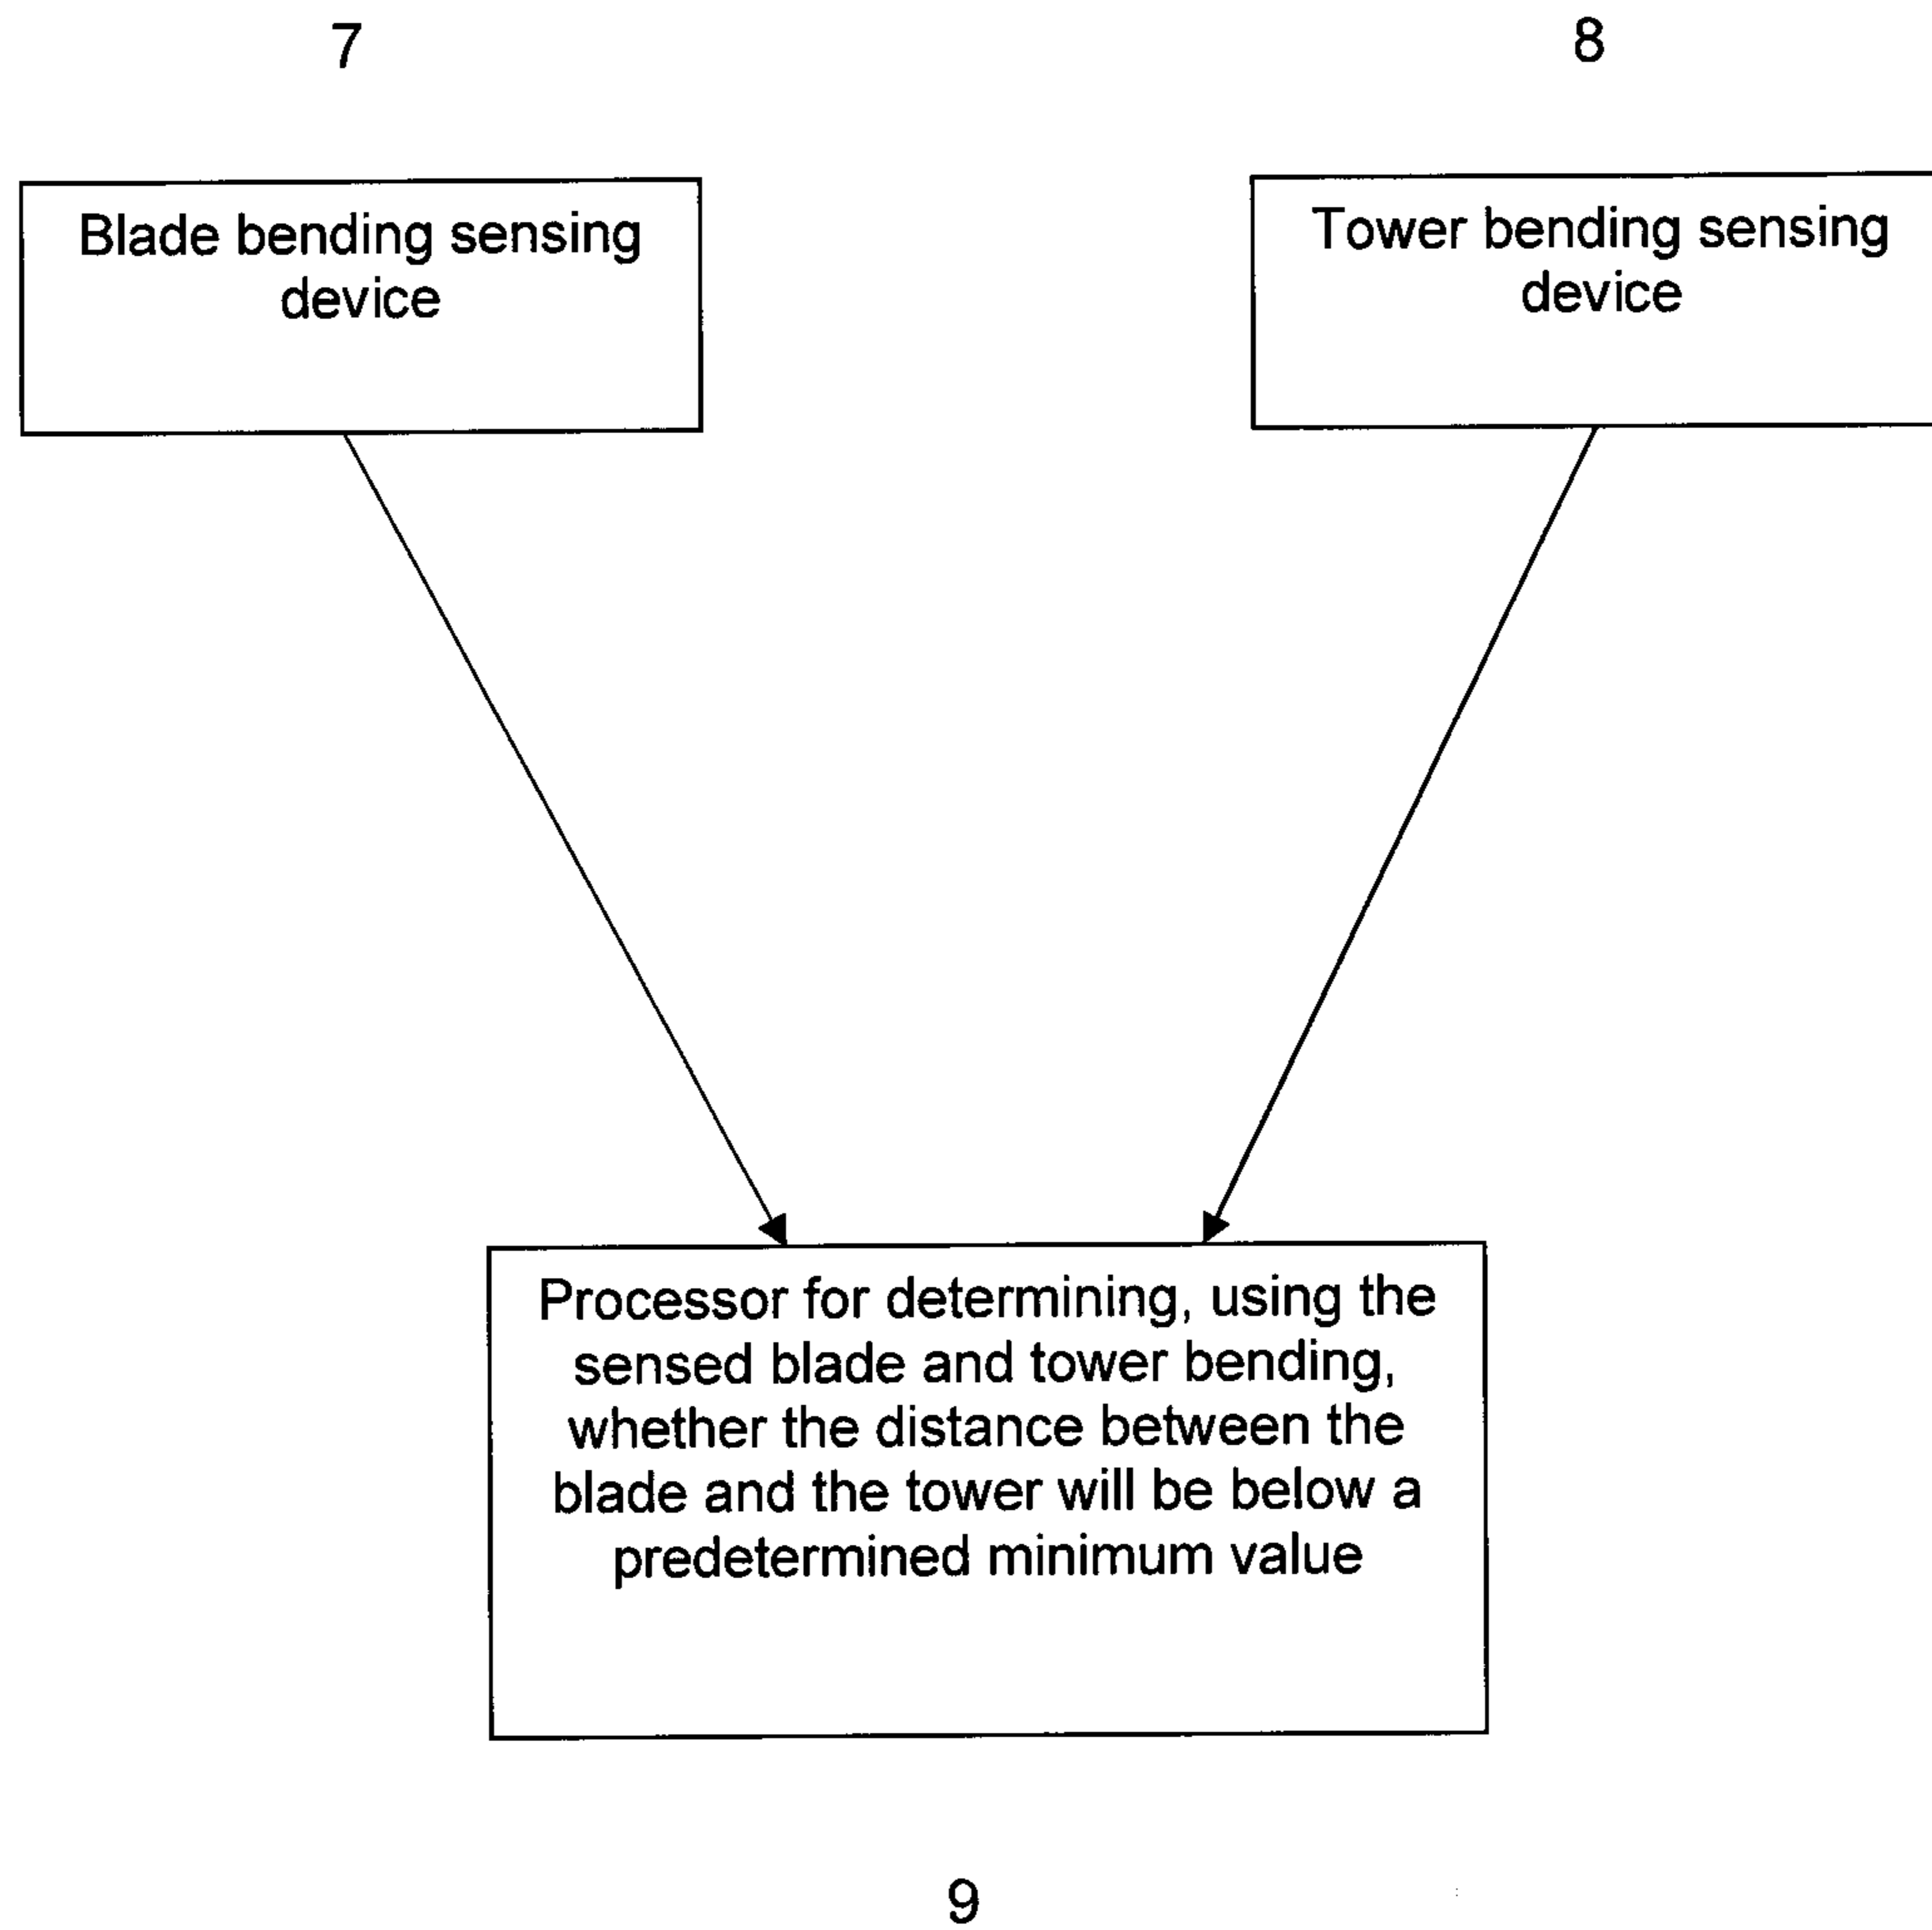 7
8
Blade bending sensing
device
Tower bending sensing
device
Processor for determining, using the
sensed blade and tower bending,
whether the distance between the
blade and the tower will be below a
predetermined minimum value
9